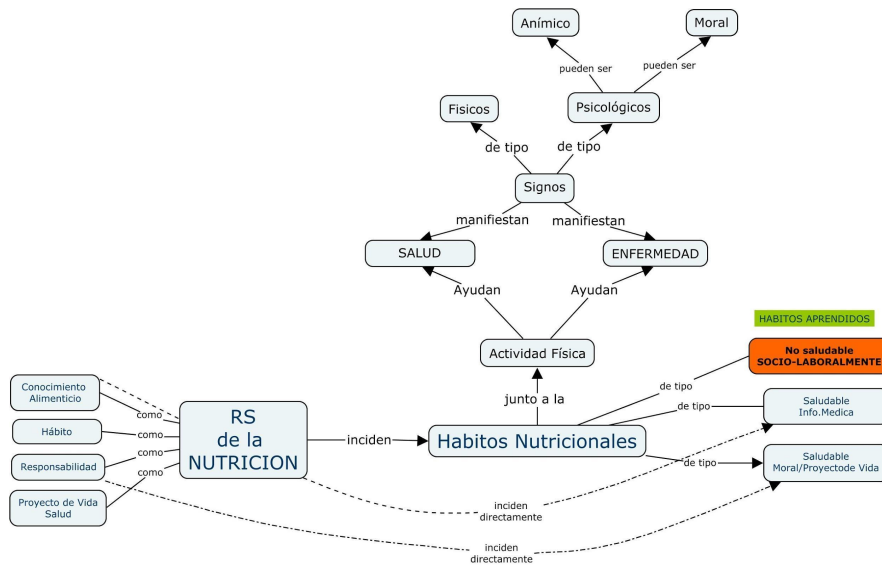 Anímico
Moral
pueden ser
pueden ser
Fisicos
Psicológicos
de tipo
de tipo
Signos
manifiestan
manifiestan
SALUD
ENFERMEDAD
Ayudan
Ayudan
HABITOS APRENDIDOS
Actividad Física
No saludable
SOCIO-LABORALMENTE
junto a la
de tipo
Conocimiento
Alimenticio
como
Hábito
como
Responsabilidad
como
Proyecto de Vida
Salud
como
RS
de la
NUTRICION
inciden
Habitos Nutricionales
de tipo
Saludable
Info.Medica
de tipo
Saludable
Moral/Proyectode Vida
inciden
directamente
inciden
directamente